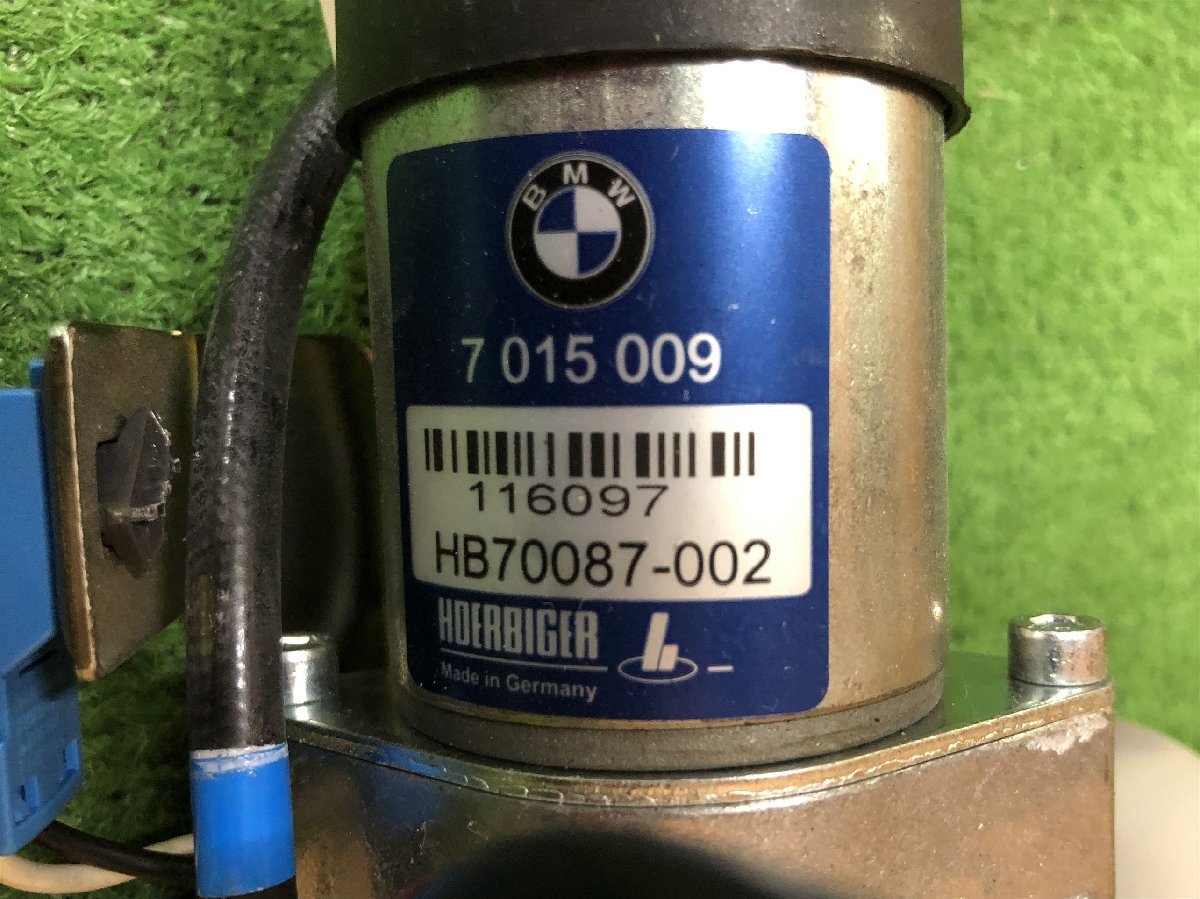 BMW
7 015 009
116097
HB70087-002
HOERBIGER
Made in Germany